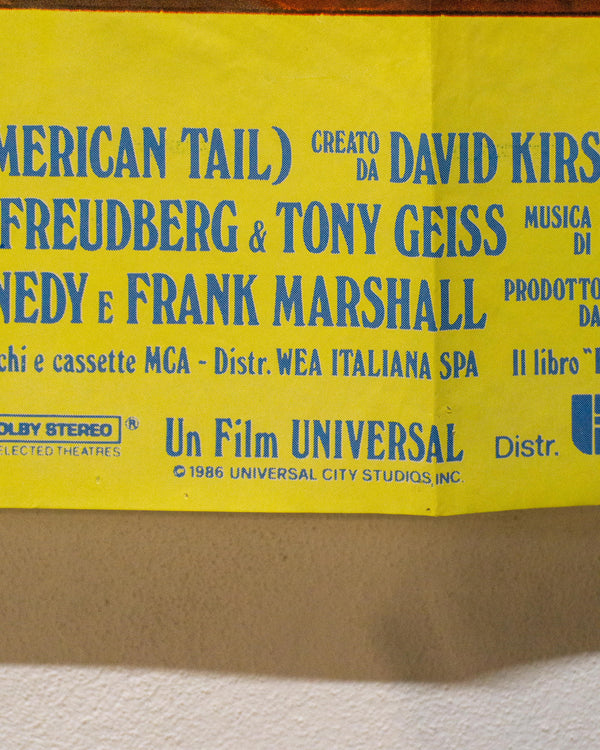 MERICAN TAIL) CREATO DA DAVID KIRS
FREUDBERG & TONY GEISS MUSICA DI
NEDY E FRANK MARSHALL PRODOTTO DA
chi e cassette MCA - Distr. WEA ITALIANA SPA Il libro "
OLBY STEREO ® Un Film UNIVERSAL Distr.
ELECTED THEATRES © 1986 UNIVERSAL CITY STUDIOS, INC.